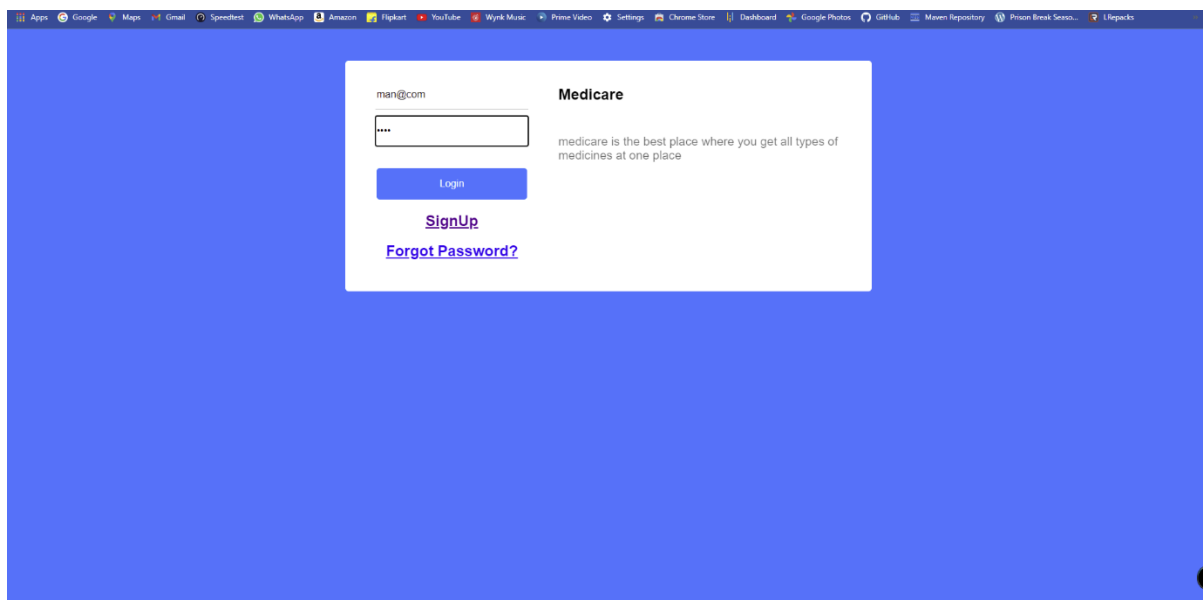 Apps Google Maps Gmail Speedtest WhatsApp Amazon Flipkart YouTube Wynk Music Prime Video Settings Chrome Store Dashboard Google Photos GitHub Maven Repository Prison Break Seaso... LRepacks
man@com
Medicare
••••
medicare is the best place where you get all types of
medicines at one place
Login
SignUp
Forgot Password?